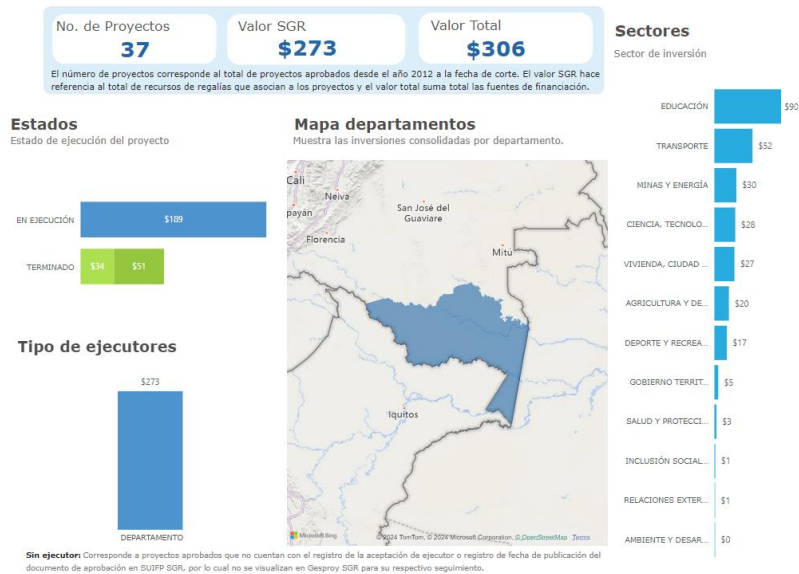 No. de Proyectos
37
Valor SGR
$273
Valor Total
$306
El número de proyectos corresponde al total de proyectos aprobados desde el año 2012 a la fecha de corte. El valor SGR hace
referencia al total de recursos de regalías que asocian a los proyectos y el valor total suma total las fuentes de financiación.
Sectores
Sector de inversión
EDUCACIÓN
$90
TRANSPORTE
$52
MINAS Y ENERGÍA
$30
CIENCIA, TECNOLO...
$28
VIVIENDA, CIUDAD ...
$27
AGRICULTURA Y DE...
$20
DEPORTE Y RECREA...
$17
GOBIERNO TERRIT...
$5
SALUD Y PROTECCI...
$3
INCLUSIÓN SOCIAL...
$1
RELACIONES EXTER...
$1
AMBIENTE Y DESAR...
$0
Estados
Estado de ejecución del proyecto
EN EJECUCIÓN
$189
TERMINADO
$34
$51
Tipo de ejecutores
$273
DEPARTAMENTO
Mapa departamentos
Muestra las inversiones consolidadas por departamento.
Cali
Neiva
payán
San José del
Guaviare
Florencia
Mitú
Iquitos
Microsoft Bing
© 2024 TomTom, © 2024 Microsoft Corporation, © OpenStreetMap Terms
Sin ejecutor: Corresponde a proyectos aprobados que no cuentan con el registro de la aceptación de ejecutor o registro de fecha de publicación del
documento de aprobación en SUIFP SGR, por lo cual no se visualizan en Gesproy SGR para su respectivo seguimiento.